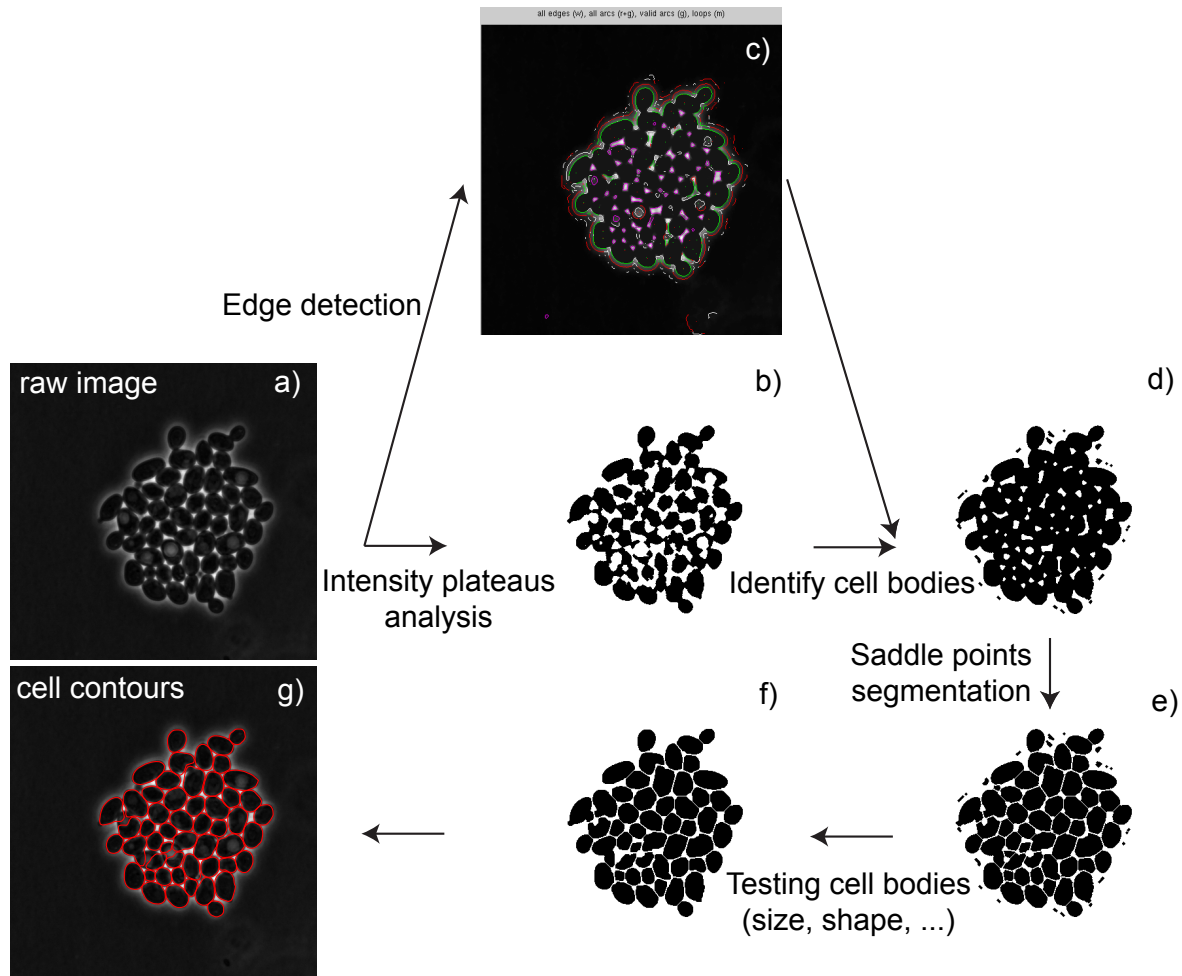 all edges (w), all arcs (r+g), valid arcs (g), loops (m)
c)
Edge detection
raw image
a)
b)
d)
Intensity plateaus
analysis
Identify cell bodies
Saddle points
segmentation
cell contours
g)
f)
e)
Testing cell bodies
(size, shape, ...)